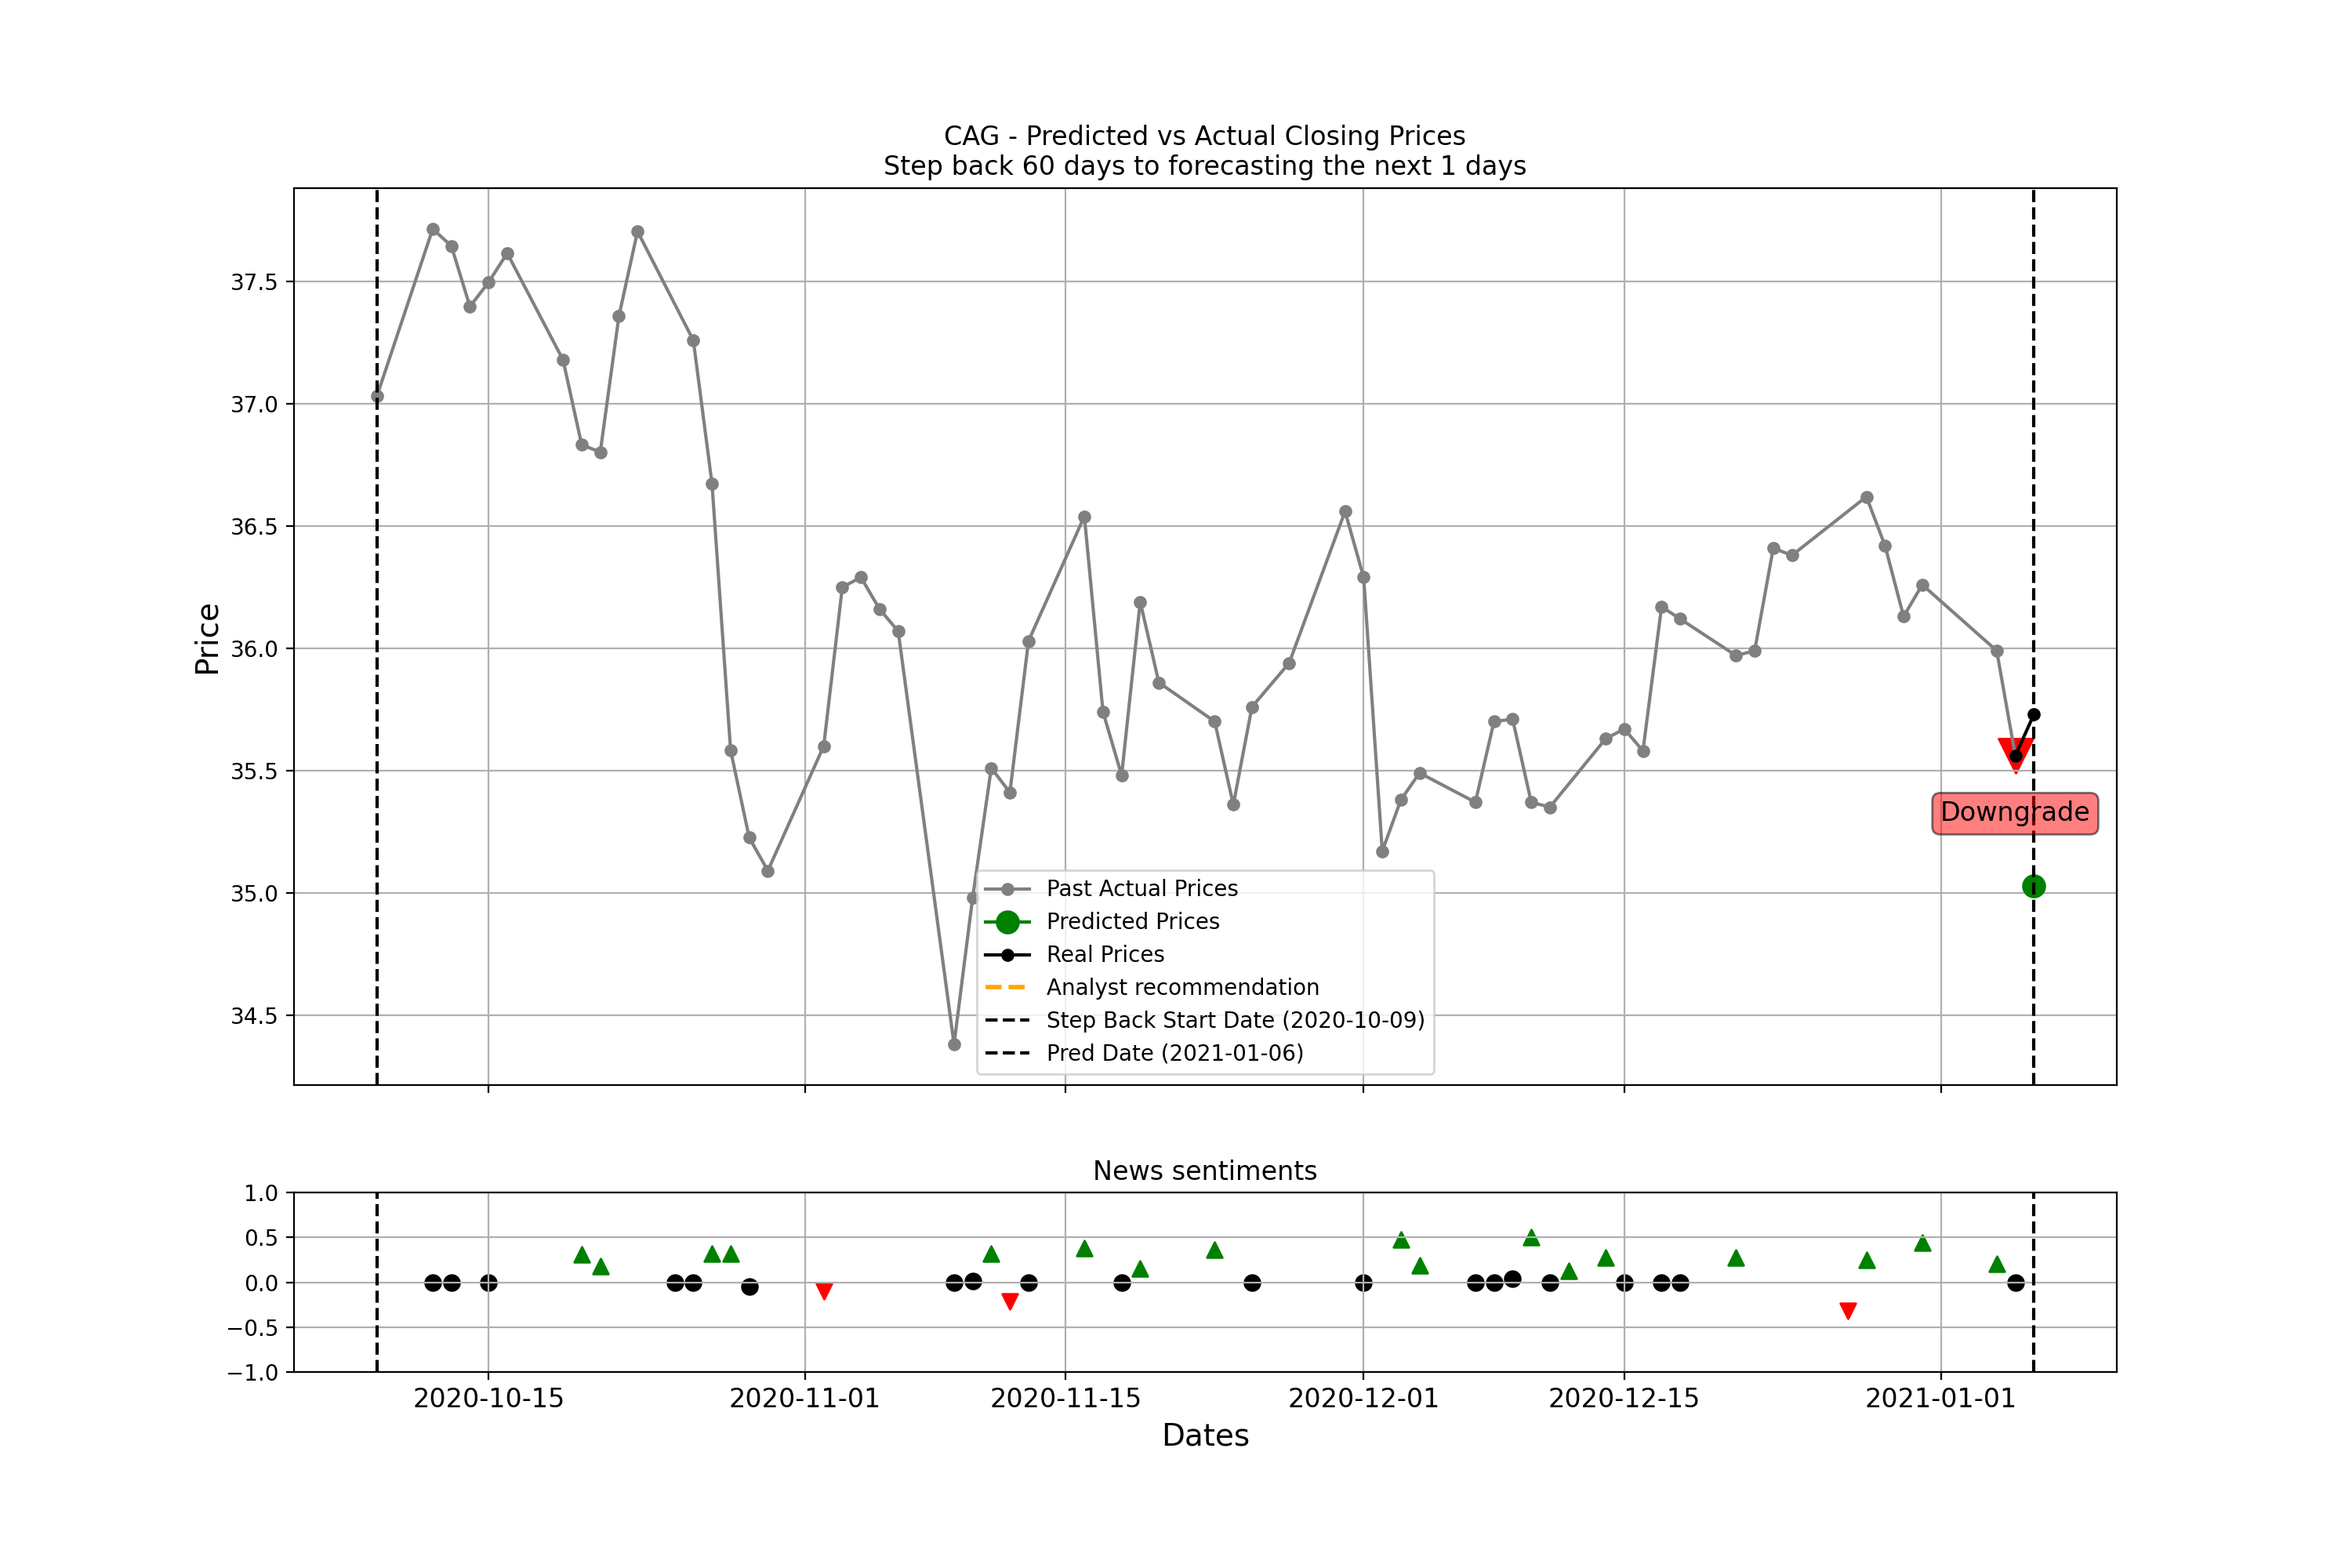 CAG - Predicted vs Actual Closing Prices
Step back 60 days to forecasting the next 1 days
Price
37.5
37.0
36.5
36.0
35.5
35.0
34.5
Downgrade
Past Actual Prices
Predicted Prices
Real Prices
Analyst recommendation
Step Back Start Date (2020-10-09)
Pred Date (2021-01-06)
News sentiments
1.0
0.5
0.0
−0.5
−1.0
2020-10-15 2020-11-01 2020-11-15 2020-12-01 2020-12-15 2021-01-01
Dates